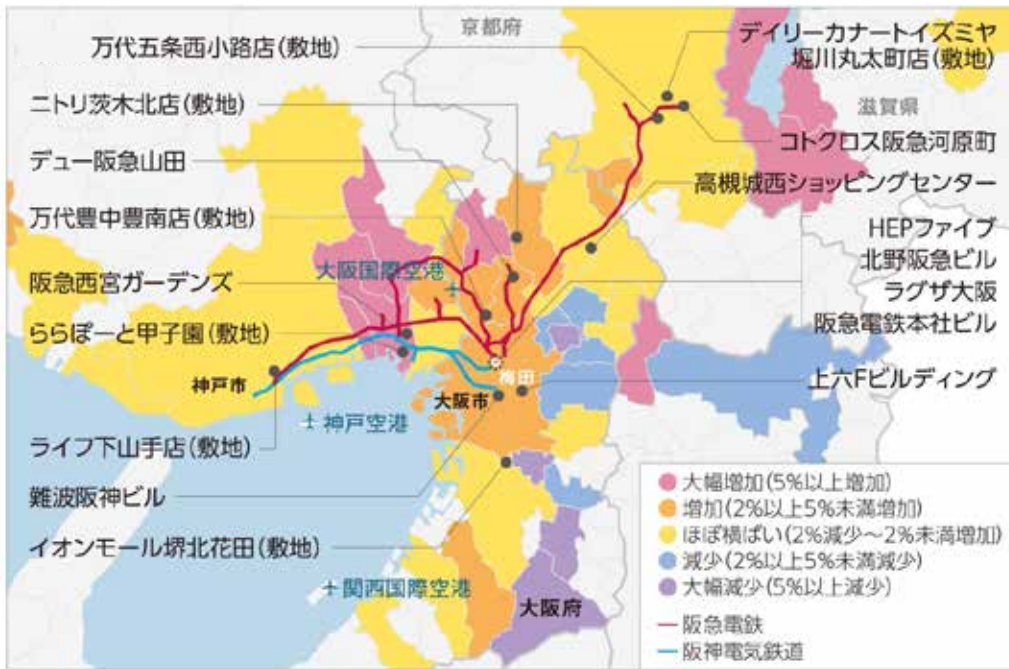 京都府
万代五条西小路店(敷地)
デイリーカナートイズミヤ
堀川丸太町店(敷地)
ニトリ茨木北店(敷地)
滋賀県
コトクロス阪急河原町
デュー阪急山田
高槻城西ショッピングセンター
万代豊中豊南店(敷地)
HEPファイブ
北野阪急ビル
ラグザ大阪
阪急電鉄本社ビル
大阪国際空港
阪急西宮ガーデンズ
ららぽーと甲子園(敷地)
梅田
神戸市
大阪市
上六Fビルディング
神戸空港
ライフ下山手店(敷地)
難波阪神ビル
イオンモール堺北花田(敷地)
関西国際空港
大阪府
大幅増加(5%以上増加)
増加(2%以上5%未満増加)
ほぼ横ばい(2%減少～2%未満増加)
減少(2%以上5%未満減少)
大幅減少(5%以上減少)
阪急電鉄
阪神電気鉄道